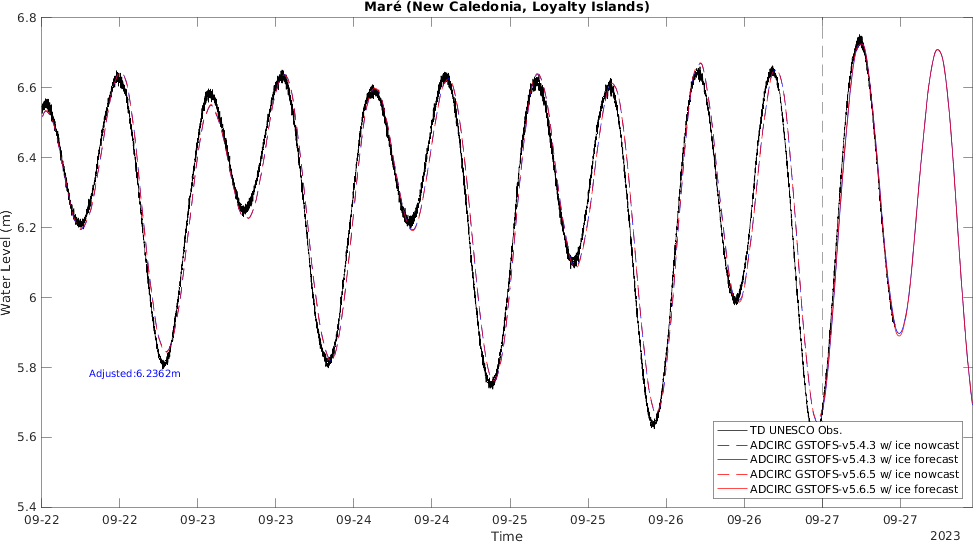 Maré (New Caledonia, Loyalty Islands)
6.8
6.6
6.4
6.2
6
5.8
5.6
5.4
Water Level (m)
Adjusted:6.2362m
TD UNESCO Obs.
ADCIRC GSTOFS-v5.4.3 w/ ice nowcast
ADCIRC GSTOFS-v5.4.3 w/ ice forecast
ADCIRC GSTOFS-v5.6.5 w/ ice nowcast
ADCIRC GSTOFS-v5.6.5 w/ ice forecast
09-22 09-22 09-23 09-23 09-24 09-24 09-25 09-25 09-26 09-26 09-27 09-27
Time
2023